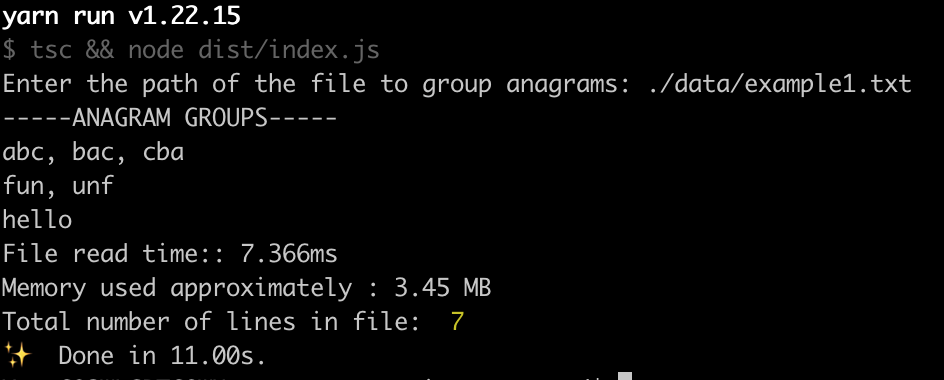 yarn run v1.22.15
$ tsc && node dist/index.js
Enter the path of the file to group anagrams: ./data/example1.txt
-----ANAGRAM GROUPS-----
abc, bac, cba
fun, unf
hello
File read time:: 7.366ms
Memory used approximately : 3.45 MB
Total number of lines in file:  7
✨  Done in 11.00s.